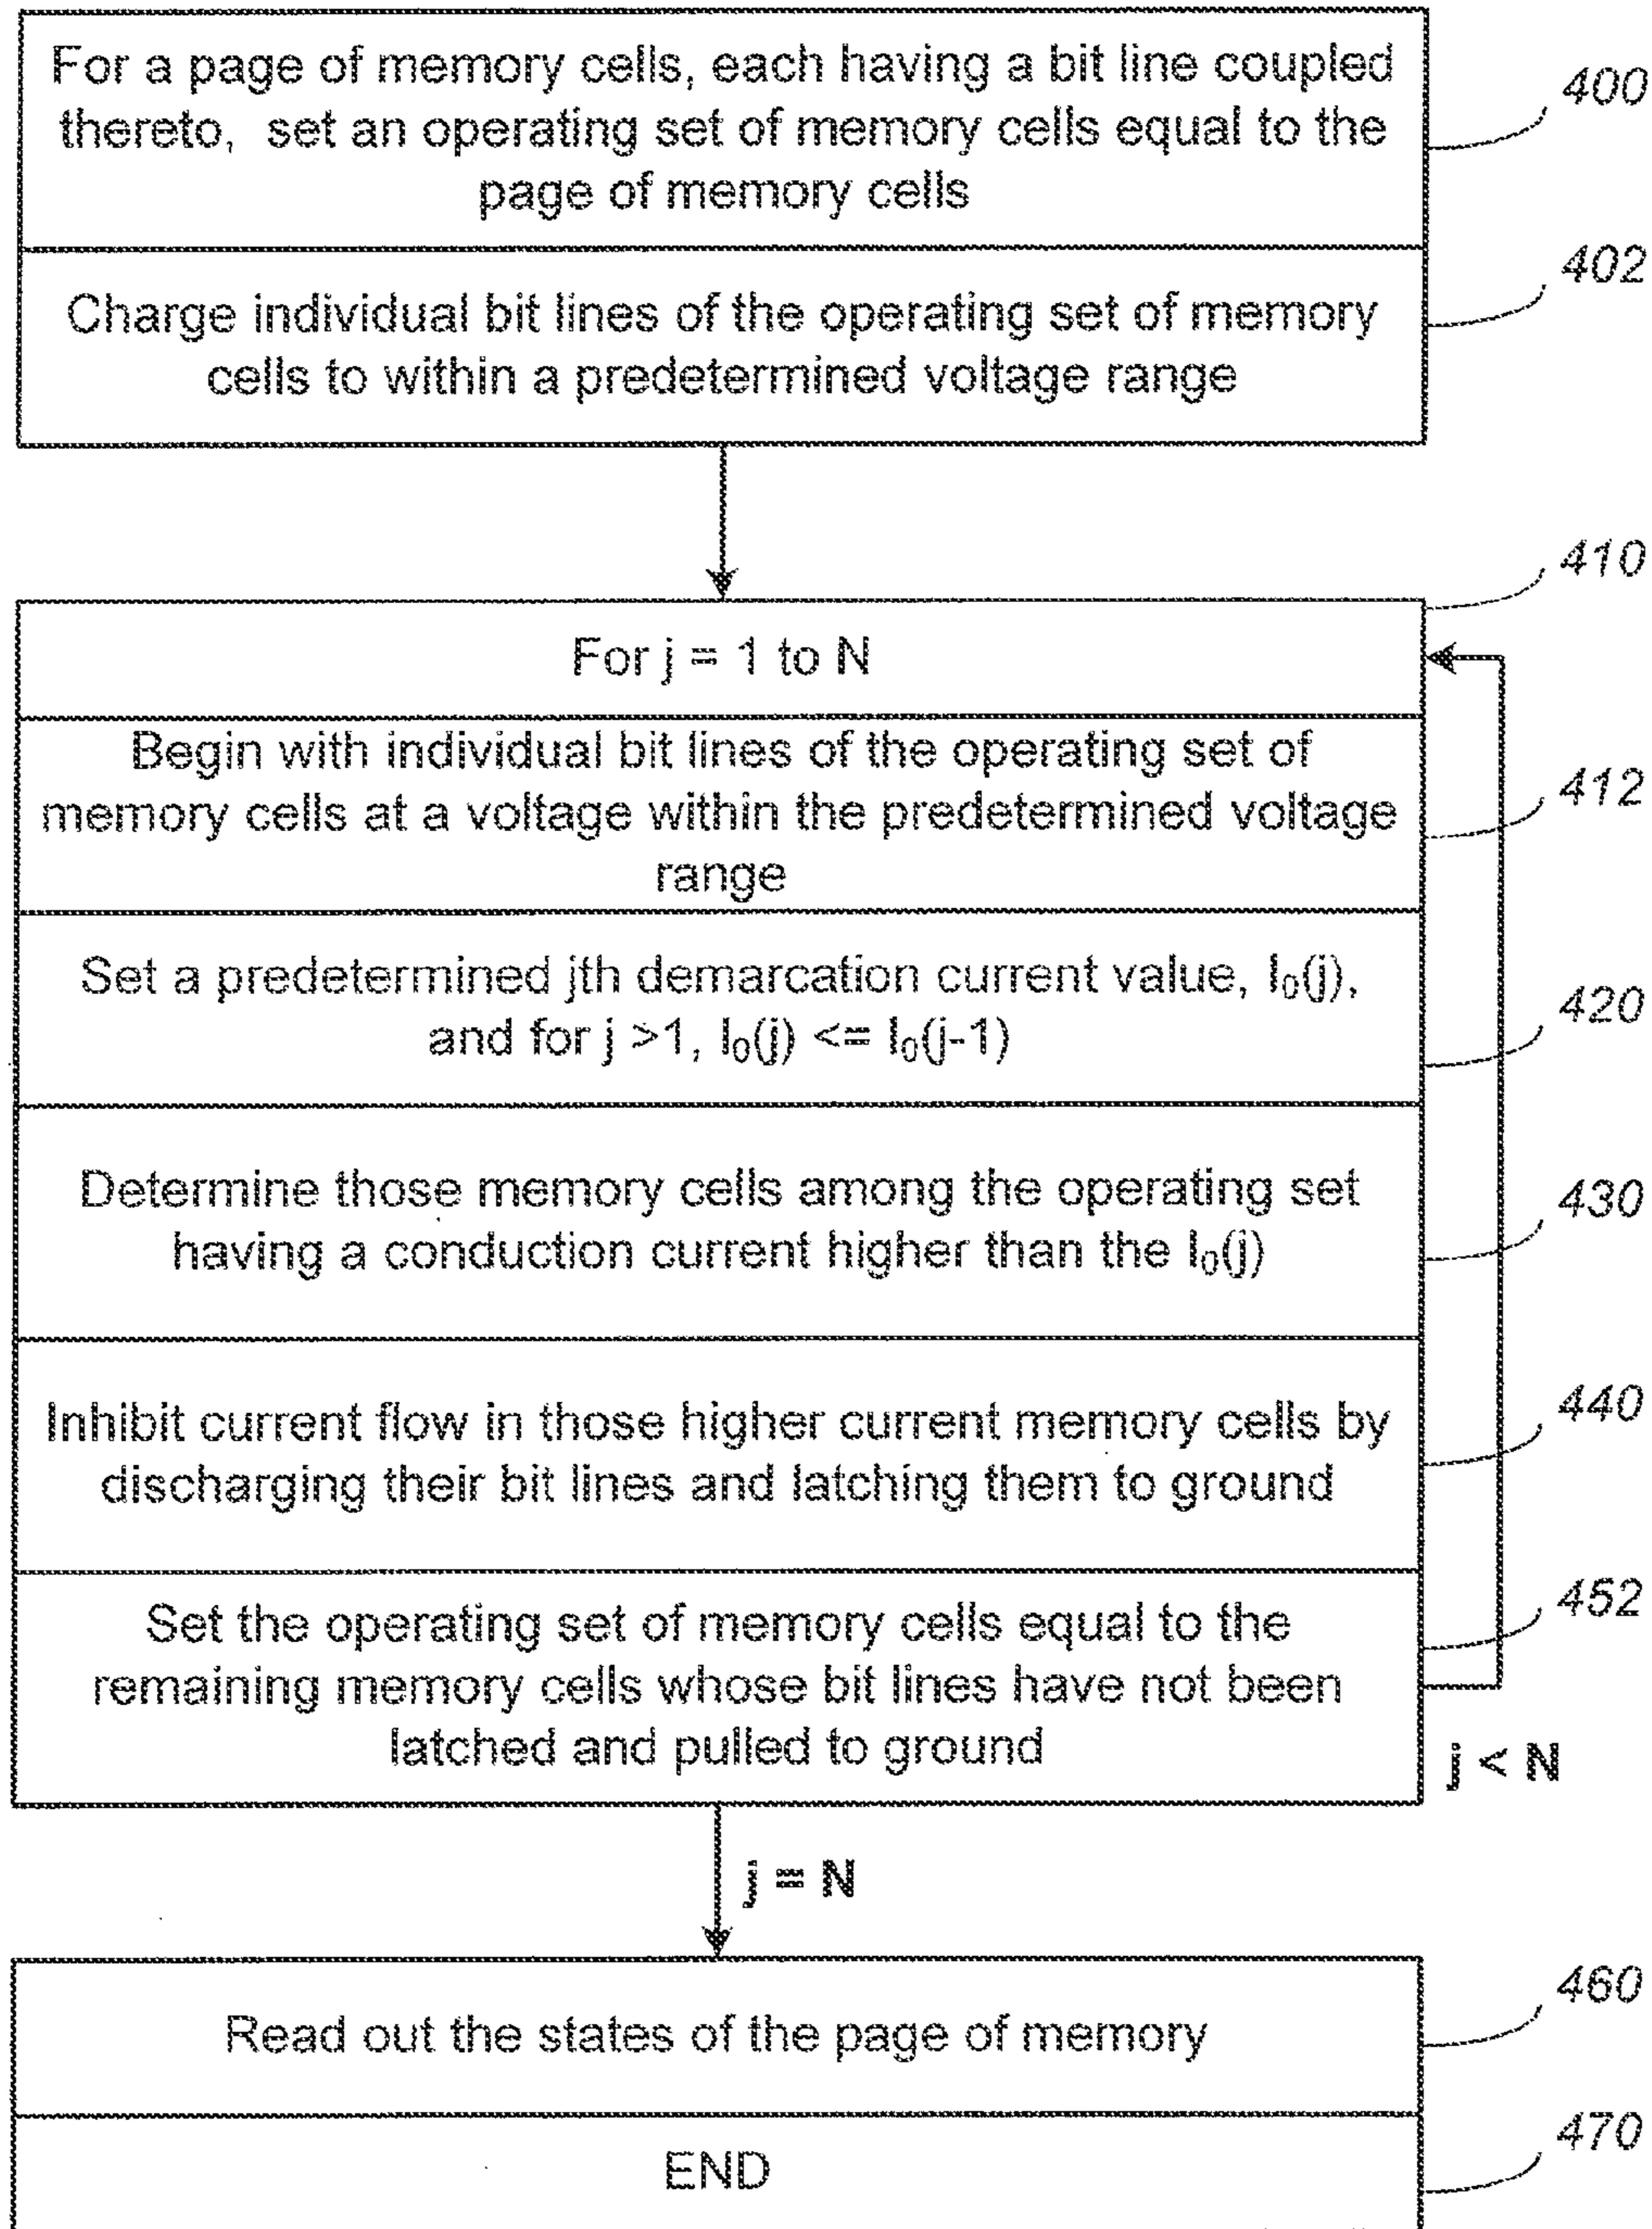 For a page of memory cells, each having a bit line coupled
thereto, set an operating set of memory cells equal to the
page of memory cells
400
Charge individual bit lines of the operating set of memory
cells to within a predetermined voltage range
402
410
For j = 1 to N
Begin with individual bit lines of the operating set of
memory cells at a voltage within the predetermined voltage
range
412
Set a predetermined jth demarcation current value, I₀(j),
and for j >1, I₀(j) <= I₀(j-1)
420
Determine those memory cells among the operating set
having a conduction current higher than the I₀(j)
430
Inhibit current flow in those higher current memory cells by
discharging their bit lines and latching them to ground
440
Set the operating set of memory cells equal to the
remaining memory cells whose bit lines have not been
latched and pulled to ground
452
j < N
j = N
Read out the states of the page of memory
460
END
470